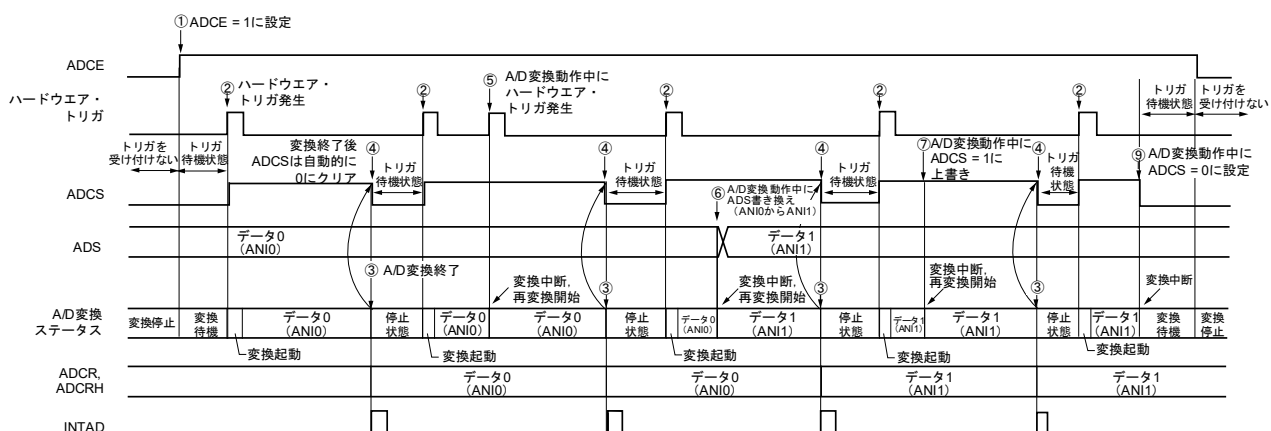 ①ADCE = 1に設定
ADCE
ハードウエア・
トリガ
②ハードウエア・
トリガ発生
②
⑤ A/D変換動作中に
ハードウエア・
トリガ発生
②
②
②
トリガ
待機状態
トリガを
受け付けない
トリガを
受け付けない
トリガ
待機状態
変換終了後
ADCSは自動的に
0にクリア
④
トリガ
待機状態
④
トリガ
待機状態
④
トリガ
待機状態
⑦A/D変換動作中に
ADCS = 1に
上書き
④
トリガ
待機
状態
⑨ A/D変換動作中に
ADCS = 0に設定
ADCS
⑥ A/D変換動作中に
ADS書き換え
(ANI0からANI1)
ADS
データ0
(ANI0)
データ1
(ANI1)
③ A/D変換終了
変換中断,
再変換開始
③
変換中断,
再変換開始
③
変換中断,
再変換開始
③
変換中断
A/D変換
ステータス
変換停止
変換
待機
データ0
(ANI0)
停止
状態
データ0
(ANI0)
データ0
(ANI0)
停止
状態
データ0
(ANI0)
データ1
(ANI1)
停止
状態
データ1
(ANI1)
データ1
(ANI1)
停止
状態
データ1
(ANI1)
変換
待機
変換
停止
変換起動
変換起動
変換起動
変換起動
変換起動
ADCR,
ADCRH
データ0
(ANI0)
データ0
(ANI0)
データ1
(ANI1)
データ1
(ANI1)
INTAD